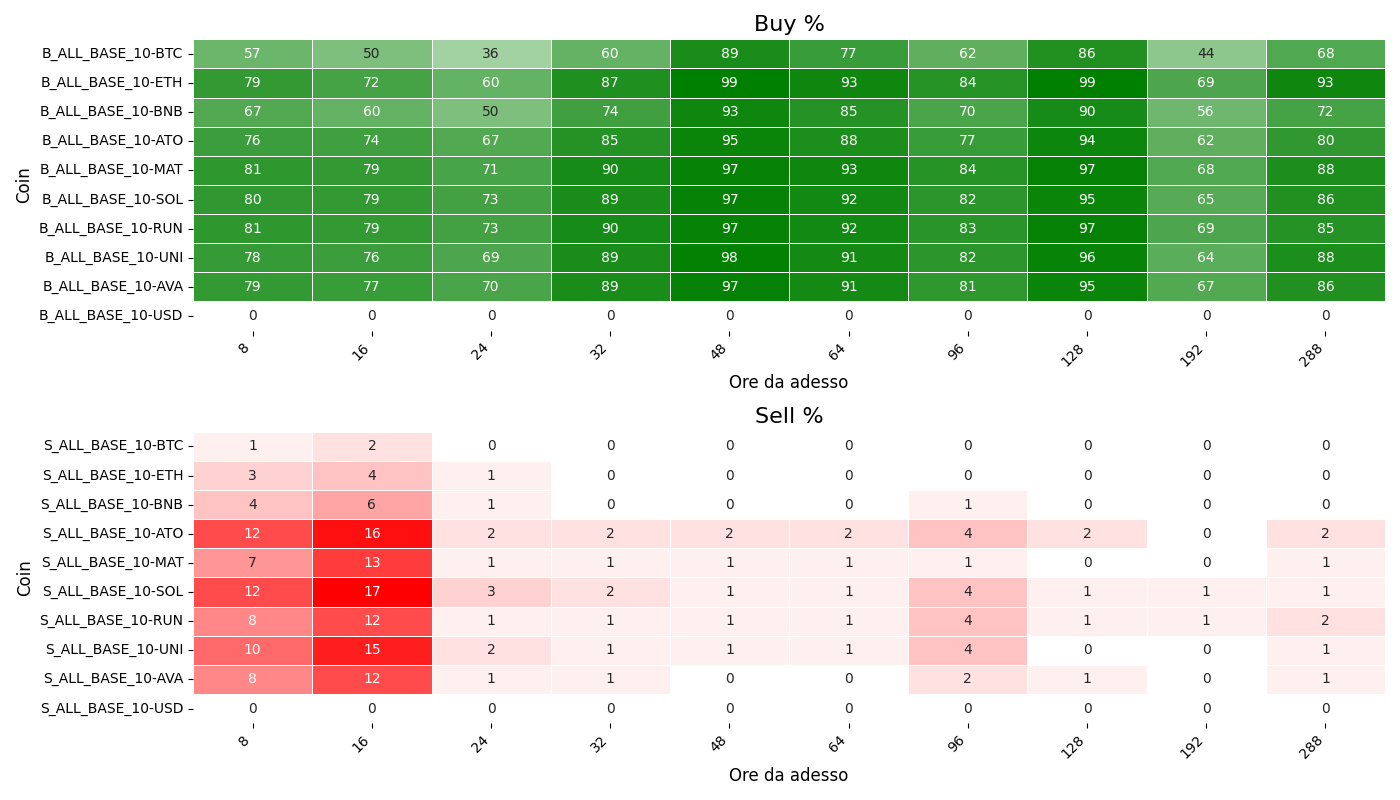 Buy %
Coin
B_ALL_BASE_10-BTC 57 50 36 60 89 77 62 86 44 68
B_ALL_BASE_10-ETH 79 72 60 87 99 93 84 99 69 93
B_ALL_BASE_10-BNB 67 60 50 74 93 85 70 90 56 72
B_ALL_BASE_10-ATO 76 74 67 85 95 88 77 94 62 80
B_ALL_BASE_10-MAT 81 79 71 90 97 93 84 97 68 88
B_ALL_BASE_10-SOL 80 79 73 89 97 92 82 95 65 86
B_ALL_BASE_10-RUN 81 79 73 90 97 92 83 97 69 85
B_ALL_BASE_10-UNI 78 76 69 89 98 91 82 96 64 88
B_ALL_BASE_10-AVA 79 77 70 89 97 91 81 95 67 86
B_ALL_BASE_10-USD 0 0 0 0 0 0 0 0 0 0
8 16 24 32 48 64 96 128 192 288
Ore da adesso
Sell %
Coin
S_ALL_BASE_10-BTC 1 2 0 0 0 0 0 0 0 0
S_ALL_BASE_10-ETH 3 4 1 0 0 0 0 0 0 0
S_ALL_BASE_10-BNB 4 6 1 0 0 0 1 0 0 0
S_ALL_BASE_10-ATO 12 16 2 2 2 2 4 2 0 2
S_ALL_BASE_10-MAT 7 13 1 1 1 1 1 0 0 1
S_ALL_BASE_10-SOL 12 17 3 2 1 1 4 1 1 1
S_ALL_BASE_10-RUN 8 12 1 1 1 1 4 1 1 2
S_ALL_BASE_10-UNI 10 15 2 1 1 1 4 0 0 1
S_ALL_BASE_10-AVA 8 12 1 1 0 0 2 1 0 1
S_ALL_BASE_10-USD 0 0 0 0 0 0 0 0 0 0
8 16 24 32 48 64 96 128 192 288
Ore da adesso